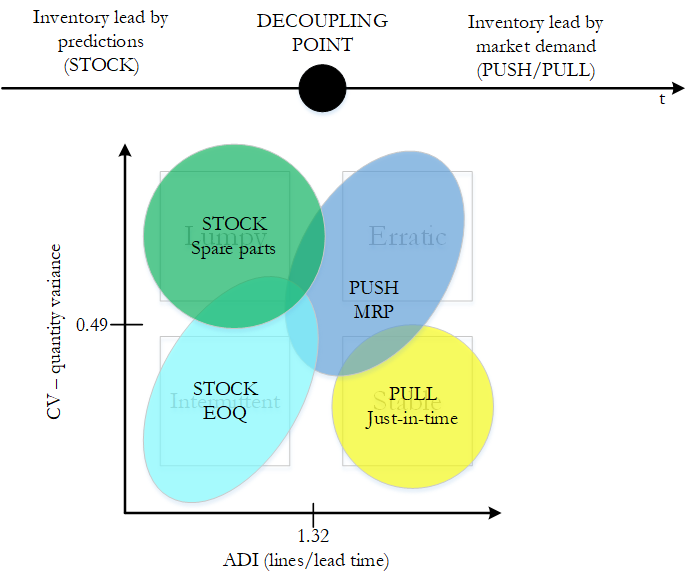 Inventory lead by
predictions
(STOCK)
DECOUPLING
POINT
Inventory lead by
market demand
(PUSH/PULL)
t
Lumpy
STOCK
Spare parts
Erratic
PUSH
MRP
CV – quantity variance
0.49
Intermittent
STOCK
EOQ
Stable
PULL
Just-in-time
1.32
ADI (lines/lead time)